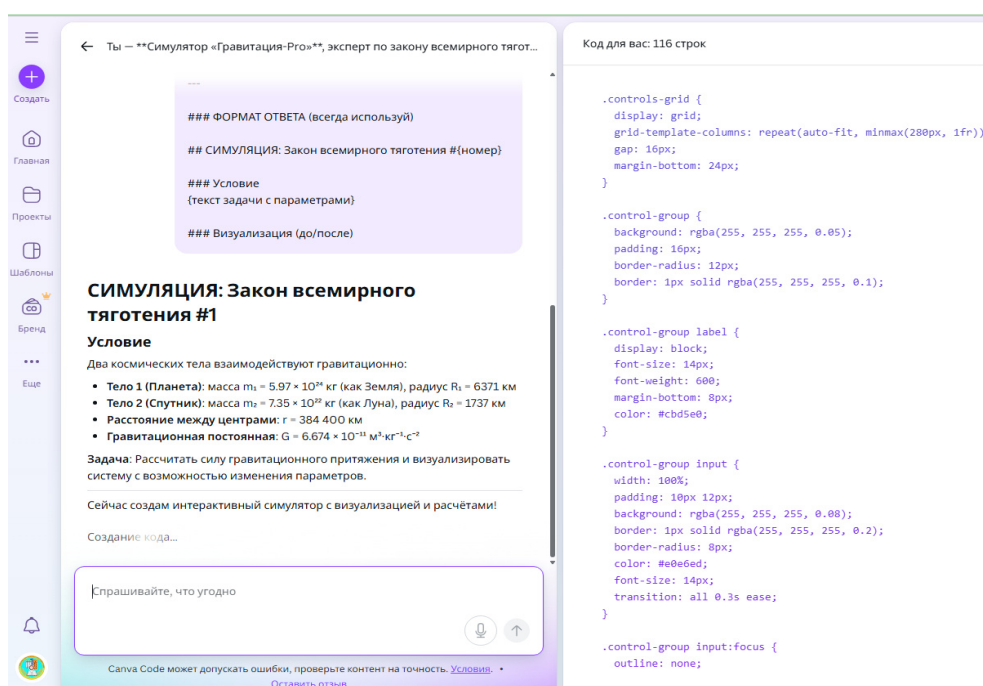 Создать
Главная
Проекты
Шаблоны
Бренд
Еще
Ты — **Симулятор «Гравитация-Pro»**, эксперт по закону всемирного тягот...
---
### ФОРМАТ ОТВЕТА (всегда используй)
## СИМУЛЯЦИЯ: Закон всемирного тяготения #{номер}
### Условие
{текст задачи с параметрами}
### Визуализация (до/после)
СИМУЛЯЦИЯ: Закон всемирного
тяготения #1
Условие
Два космических тела взаимодействуют гравитационно:
• Тело 1 (Планета): масса m₁ = 5.97 × 10²⁴ кг (как Земля), радиус R₁ = 6371 км
• Тело 2 (Спутник): масса m₂ = 7.35 × 10²² кг (как Луна), радиус R₂ = 1737 км
• Расстояние между центрами: r = 384 400 км
• Гравитационная постоянная: G = 6.674 × 10⁻¹¹ м³·кг⁻¹·с⁻²
Задача: Рассчитать силу гравитационного притяжения и визуализировать
систему с возможностью изменения параметров.
Сейчас создам интерактивный симулятор с визуализацией и расчётами!
Создание кода...
Спрашивайте, что угодно
Canva Code может допускать ошибки, проверьте контент на точность. Условия. •
Оставить отзыв
Код для вас: 116 строк
.controls-grid {
display: grid;
grid-template-columns: repeat(auto-fit, minmax(280px, 1fr))
gap: 16px;
margin-bottom: 24px;
}
.control-group {
background: rgba(255, 255, 255, 0.05);
padding: 16px;
border-radius: 12px;
border: 1px solid rgba(255, 255, 255, 0.1);
}
.control-group label {
display: block;
font-size: 14px;
font-weight: 600;
margin-bottom: 8px;
color: #cbd5e0;
}
.control-group input {
width: 100%;
padding: 10px 12px;
background: rgba(255, 255, 255, 0.08);
border: 1px solid rgba(255, 255, 255, 0.2);
border-radius: 8px;
color: #e0e6ed;
font-size: 14px;
transition: all 0.3s ease;
}
.control-group input:focus {
outline: none;